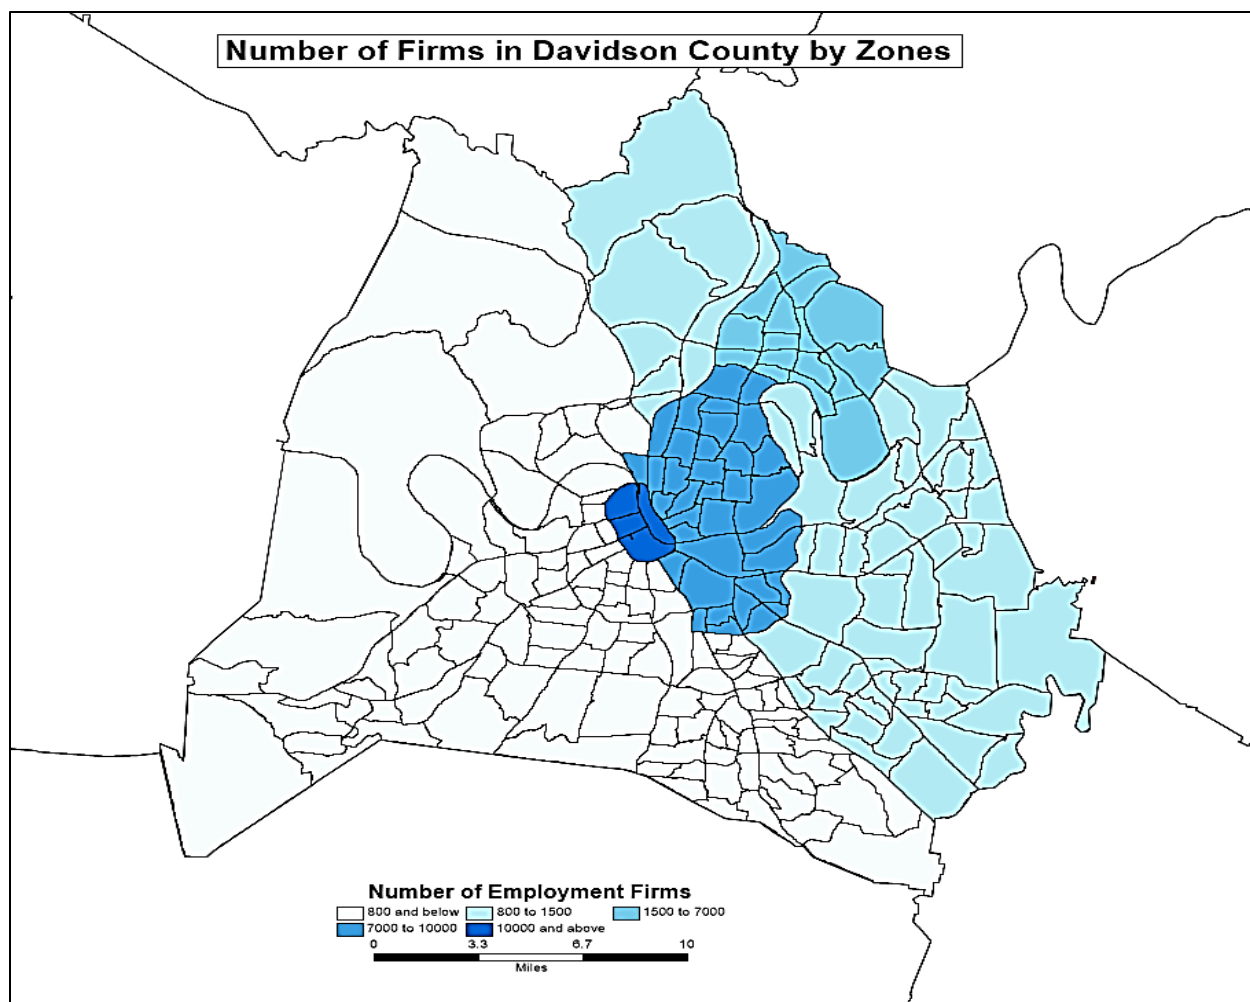 Number of Firms in Davidson County by Zones
Number of Employment Firms
800 and below 800 to 1500 1500 to 7000
7000 to 10000 10000 and above
0 3.3 6.7 10
Miles